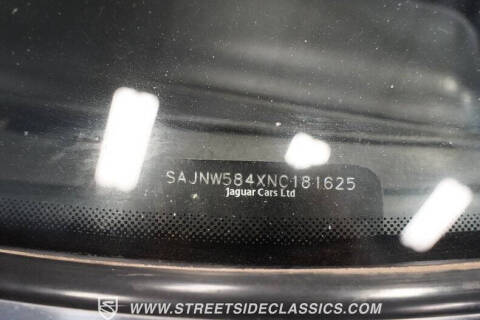 SAJNW584XNC181625
Jaguar Cars Ltd
WWW.STREETSIDECLASSICS.COM